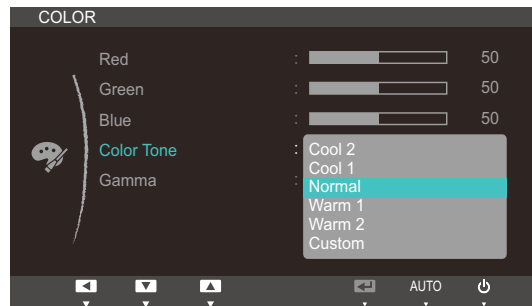 COLOR
Red : 50
Green : 50
Blue : 50
Color Tone :
Gamma :
Cool 2
Cool 1
Normal
Warm 1
Warm 2
Custom
AUTO